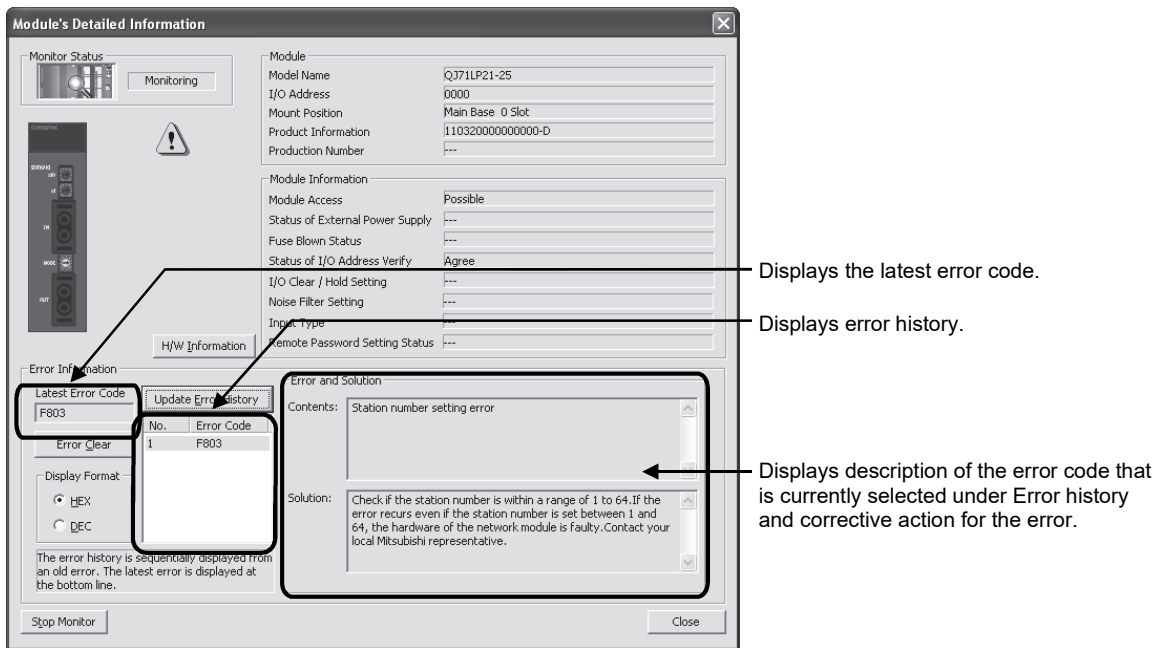 Module's Detailed Information
Monitor Status
Monitoring
Module
Model Name QJ71LP21-25
I/O Address 0000
Mount Position Main Base 0 Slot
Product Information 110320000000000-D
Production Number ---
Module Information
Module Access Possible
Status of External Power Supply ---
Fuse Blown Status ---
Status of I/O Address Verify Agree
I/O Clear / Hold Setting ---
Noise Filter Setting ---
Input Type ---
Remote Password Setting Status ---
IN
MODE
OUT
H/W Information
Displays the latest error code.
Displays error history.
Error Information
Latest Error Code
F803
Update Error History
Error Clear
No. Error Code
1 F803
Display Format
HEX
DEC
The error history is sequentially displayed from
an old error. The latest error is displayed at
the bottom line.
Error and Solution
Contents: Station number setting error
Solution: Check if the station number is within a range of 1 to 64.If the
error recurs even if the station number is set between 1 and
64, the hardware of the network module is faulty.Contact your
local Mitsubishi representative.
Displays description of the error code that
is currently selected under Error history
and corrective action for the error.
Stop Monitor
Close